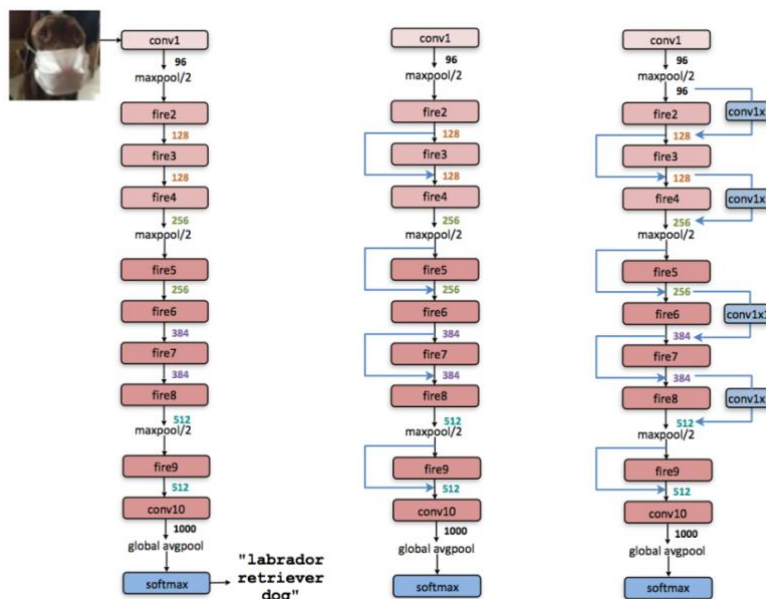 conv1
96
maxpool/2
fire2
128
fire3
128
fire4
256
maxpool/2
fire5
256
fire6
384
fire7
384
fire8
512
maxpool/2
fire9
512
conv10
1000
global avgpool
softmax
"labrador
retriever
dog"
conv1
96
maxpool/2
fire2
128
fire3
128
fire4
256
maxpool/2
fire5
256
fire6
384
fire7
384
fire8
512
maxpool/2
fire9
512
conv10
1000
global avgpool
softmax
conv1
96
maxpool/2
96
fire2
conv1x
128
fire3
128
fire4
conv1x
256
maxpool/2
fire5
256
fire6
conv1x1
384
fire7
384
fire8
conv1x
512
maxpool/2
fire9
512
conv10
1000
global avgpool
softmax